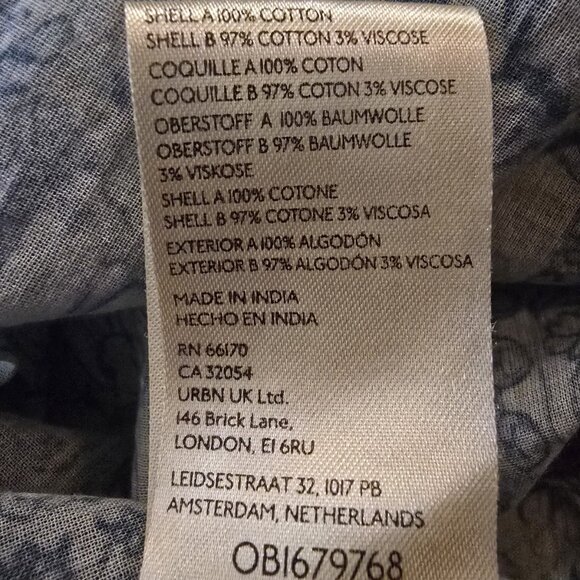 SHELL A 100% COTTON
SHELL B 97% COTTON 3% VISCOSE
COQUILLE A 100% COTON
COQUILLE B 97% COTON 3% VISCOSE
OBERSTOFF A 100% BAUMWOLLE
OBERSTOFF B 97% BAUMWOLLE
3% VISKOSE
SHELL A 100% COTONE
SHELL B 97% COTONE 3% VISCOSA
EXTERIOR A 100% ALGODÓN
EXTERIOR B 97% ALGODÓN 3% VISCOSA
MADE IN INDIA
HECHO EN INDIA
RN 66170
CA 32054
URBN UK Ltd.
146 Brick Lane,
LONDON, E1 6RU
LEIDSESTRAAT 32, 1017 PB
AMSTERDAM, NETHERLANDS
OB1679768